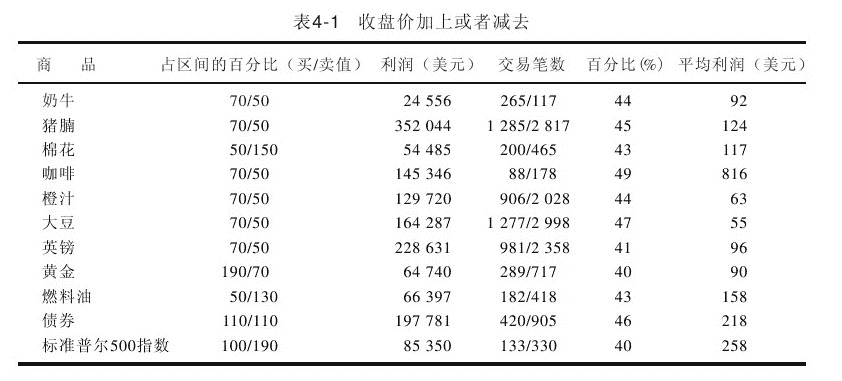 表4-1 收盘价加上或者减去
商 品 占区间的百分比（买/卖值） 利润（美元） 交易笔数 百分比(%) 平均利润（美元）
奶牛 70/50 24 556 265/117 44 92
猪腩 70/50 352 044 1 285/2 817 45 124
棉花 50/150 54 485 200/465 43 117
咖啡 70/50 145 346 88/178 49 816
橙汁 70/50 129 720 906/2 028 44 63
大豆 70/50 164 287 1 277/2 998 47 55
英镑 70/50 228 631 981/2 358 41 96
黄金 190/70 64 740 289/717 40 90
燃料油 50/130 66 397 182/418 43 158
债券 110/110 197 781 420/905 46 218
标准普尔500指数 100/190 85 350 133/330 40 258